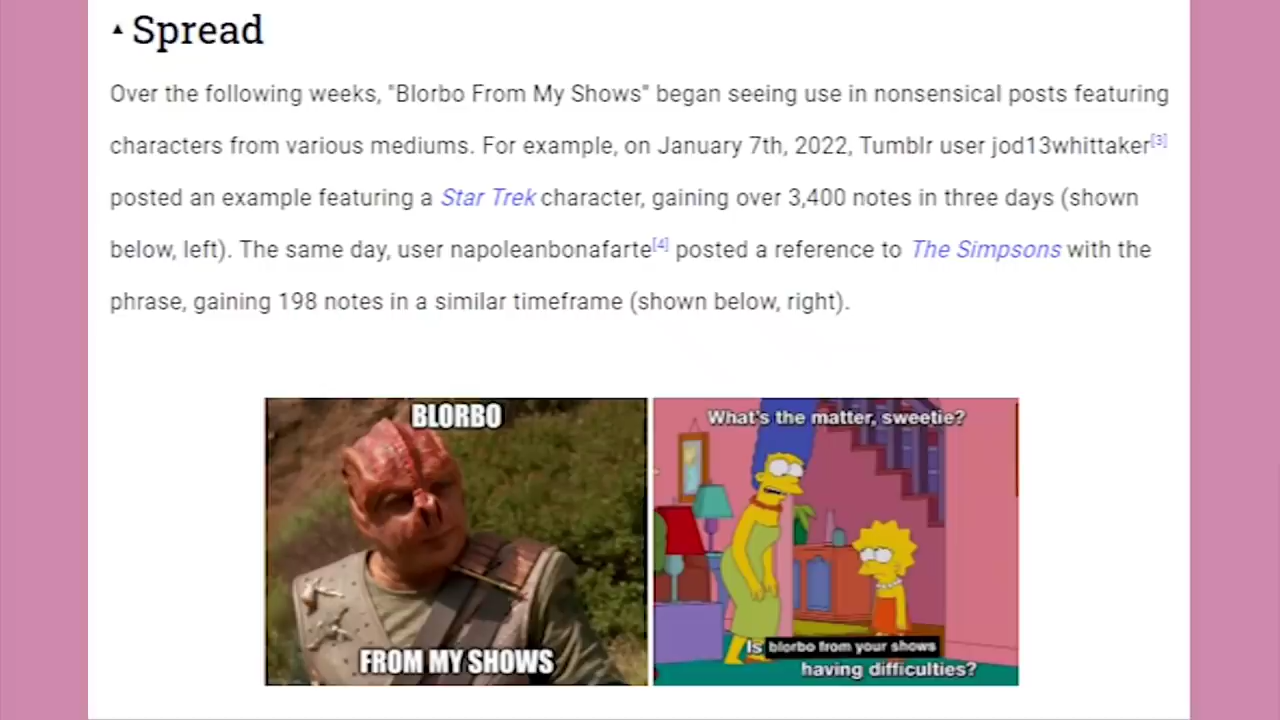 Spread
Over the following weeks, "Blorbo From My Shows" began seeing use in nonsensical posts featuring
characters from various mediums. For example, on January 7th, 2022, Tumblr user jod13whittaker[3]
posted an example featuring a Star Trek character, gaining over 3,400 notes in three days (shown
below, left). The same day, user napoleanbonafarte[4] posted a reference to The Simpsons with the
phrase, gaining 198 notes in a similar timeframe (shown below, right).
BLORBO
FROM MY SHOWS
What's the matter, sweetie?
Is blorbo from your shows
having difficulties?